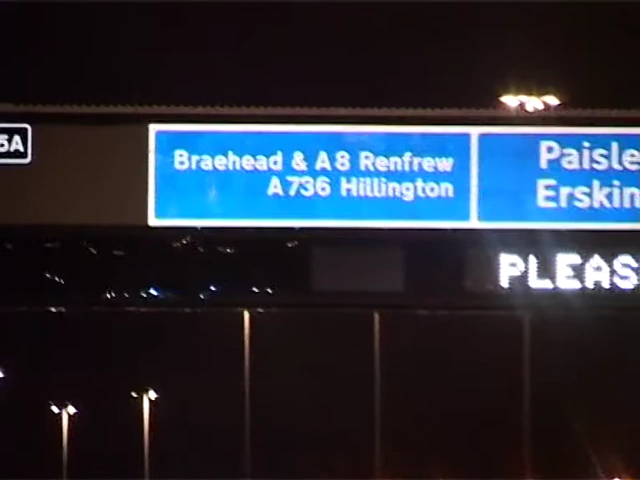 5A
Braehead & A8 Renfrew
A736 Hillington
Paisle
Erskin
PLEAS